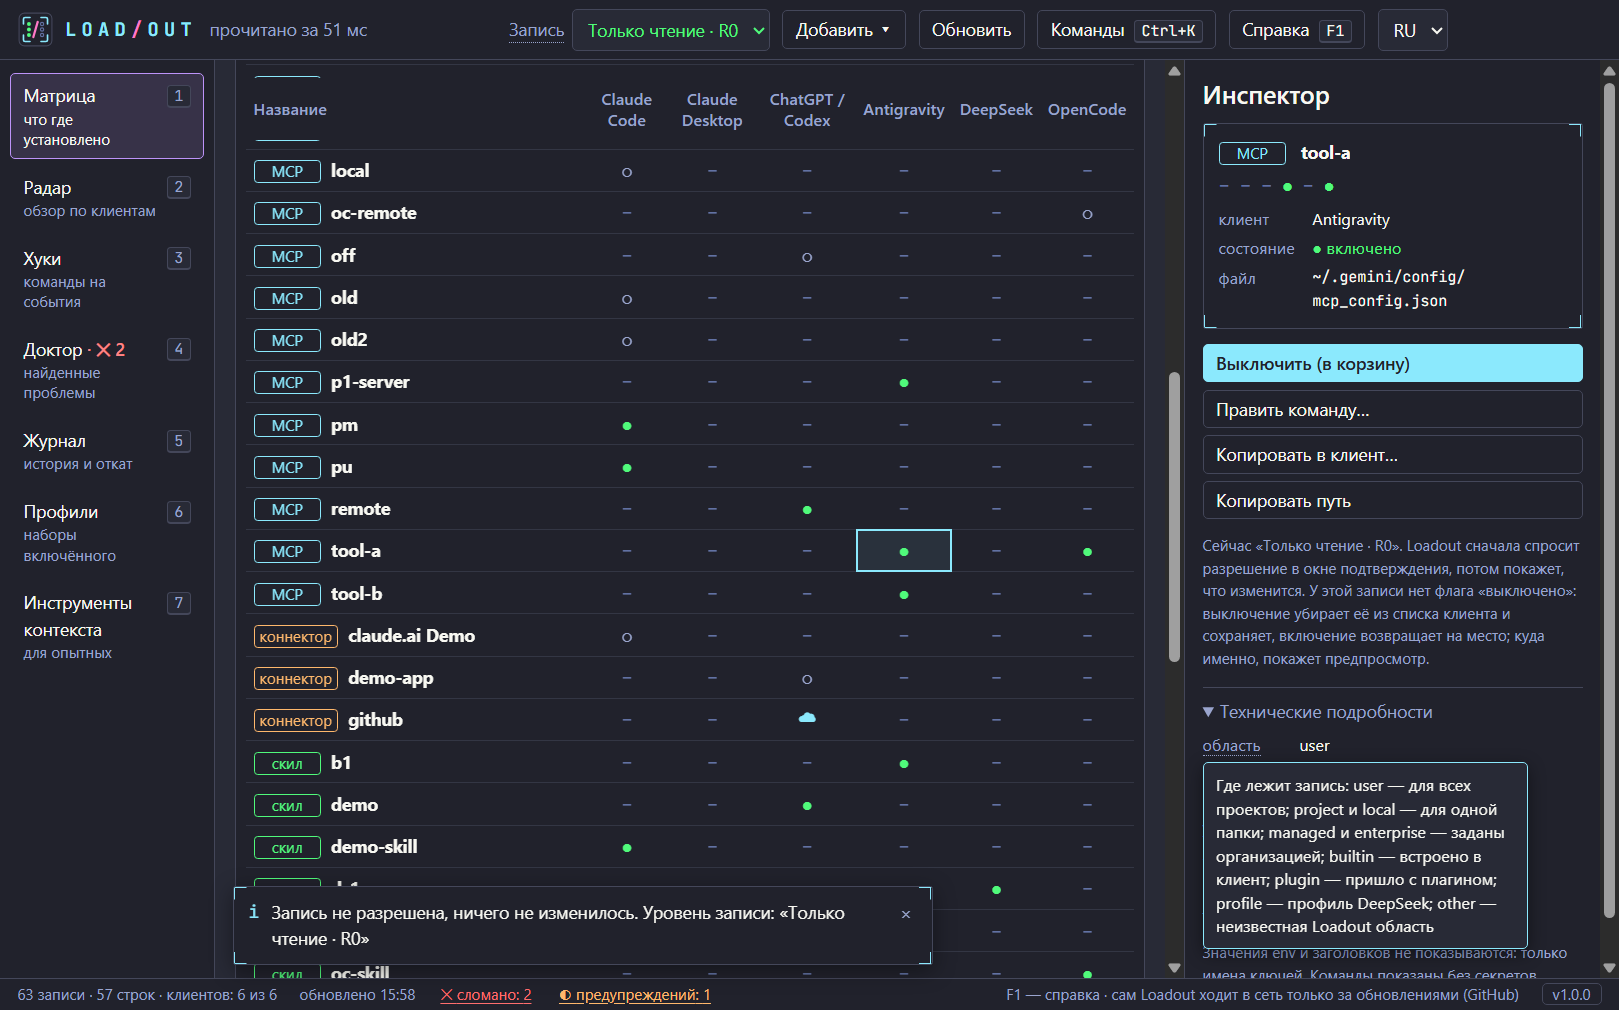 LOAD/OUT прочитано за 51 мс Запись Только чтение · R0 Добавить ▼ Обновить Команды Ctrl+K Справка F1 RU
Матрица 1
что где
установлено
Радар 2
обзор по клиентам
Хуки 3
команды на
события
Доктор · ✕ 2 4
найденные
проблемы
Журнал 5
история и откат
Профили 6
наборы
включённого
Инструменты 7
контекста
для опытных
Название
Claude
Code
Claude
Desktop
ChatGPT /
Codex
Antigravity
DeepSeek
OpenCode
MCP local ○ – – – – –
MCP oc-remote – – – – – ○
MCP off – – ○ – – –
MCP old ○ – – – – –
MCP old2 ○ – – – – –
MCP p1-server – – – ● – –
MCP pm ● – – – – –
MCP pu ● – – – – –
MCP remote – – ● – – –
MCP tool-a – – – ● – ●
MCP tool-b – – – ● – –
коннектор claude.ai Demo ○ – – – – –
коннектор demo-app – – ○ – – –
коннектор github – – ☁ – – –
скил b1 – – – ● – –
скил demo – – ● – – –
скил demo-skill ● – – – – –
● –
– –
скил oc-skill – – – – – ●
i Запись не разрешена, ничего не изменилось. Уровень записи: «Только ×
чтение · R0»
Инспектор
MCP tool-a
– – – ● – ●
клиент Antigravity
состояние ● включено
файл ~/.gemini/config/
mcp_config.json
Выключить (в корзину)
Править команду...
Копировать в клиент...
Копировать путь
Сейчас «Только чтение · R0». Loadout сначала спросит
разрешение в окне подтверждения, потом покажет,
что изменится. У этой записи нет флага «выключено»:
выключение убирает её из списка клиента и
сохраняет, включение возвращает на место; куда
именно, покажет предпросмотр.
▼ Технические подробности
область user
Где лежит запись: user — для всех
проектов; project и local — для одной
папки; managed и enterprise — заданы
организацией; builtin — встроено в
клиент; plugin — пришло с плагином;
profile — профиль DeepSeek; other —
неизвестная Loadout область
Значения env и заголовков не показываются: только
имена ключей. Команды показаны без секретов
63 записи · 57 строк · клиентов: 6 из 6 обновлено 15:58 ✕ сломано: 2 ◐ предупреждений: 1 F1 — справка · сам Loadout ходит в сеть только за обновлениями (GitHub) v1.0.0